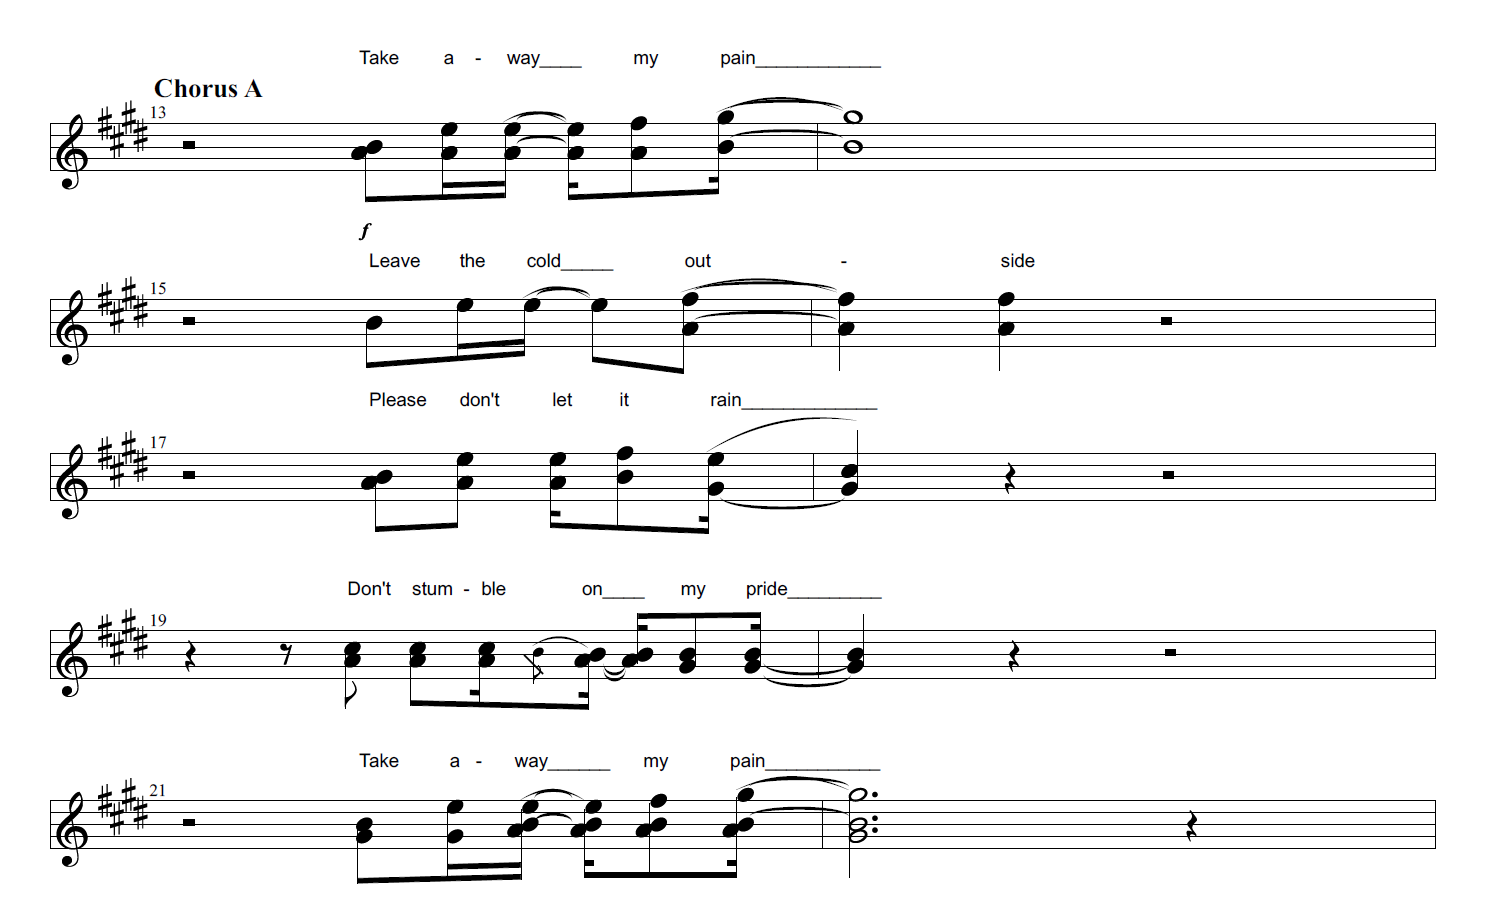 Take a - way____ my pain____________
Chorus A
13
f
Leave the cold_____ out - side
15
Please don't let it rain_____________
17
Don't stum - ble on____ my pride_________
19
Take a - way______ my pain___________
21